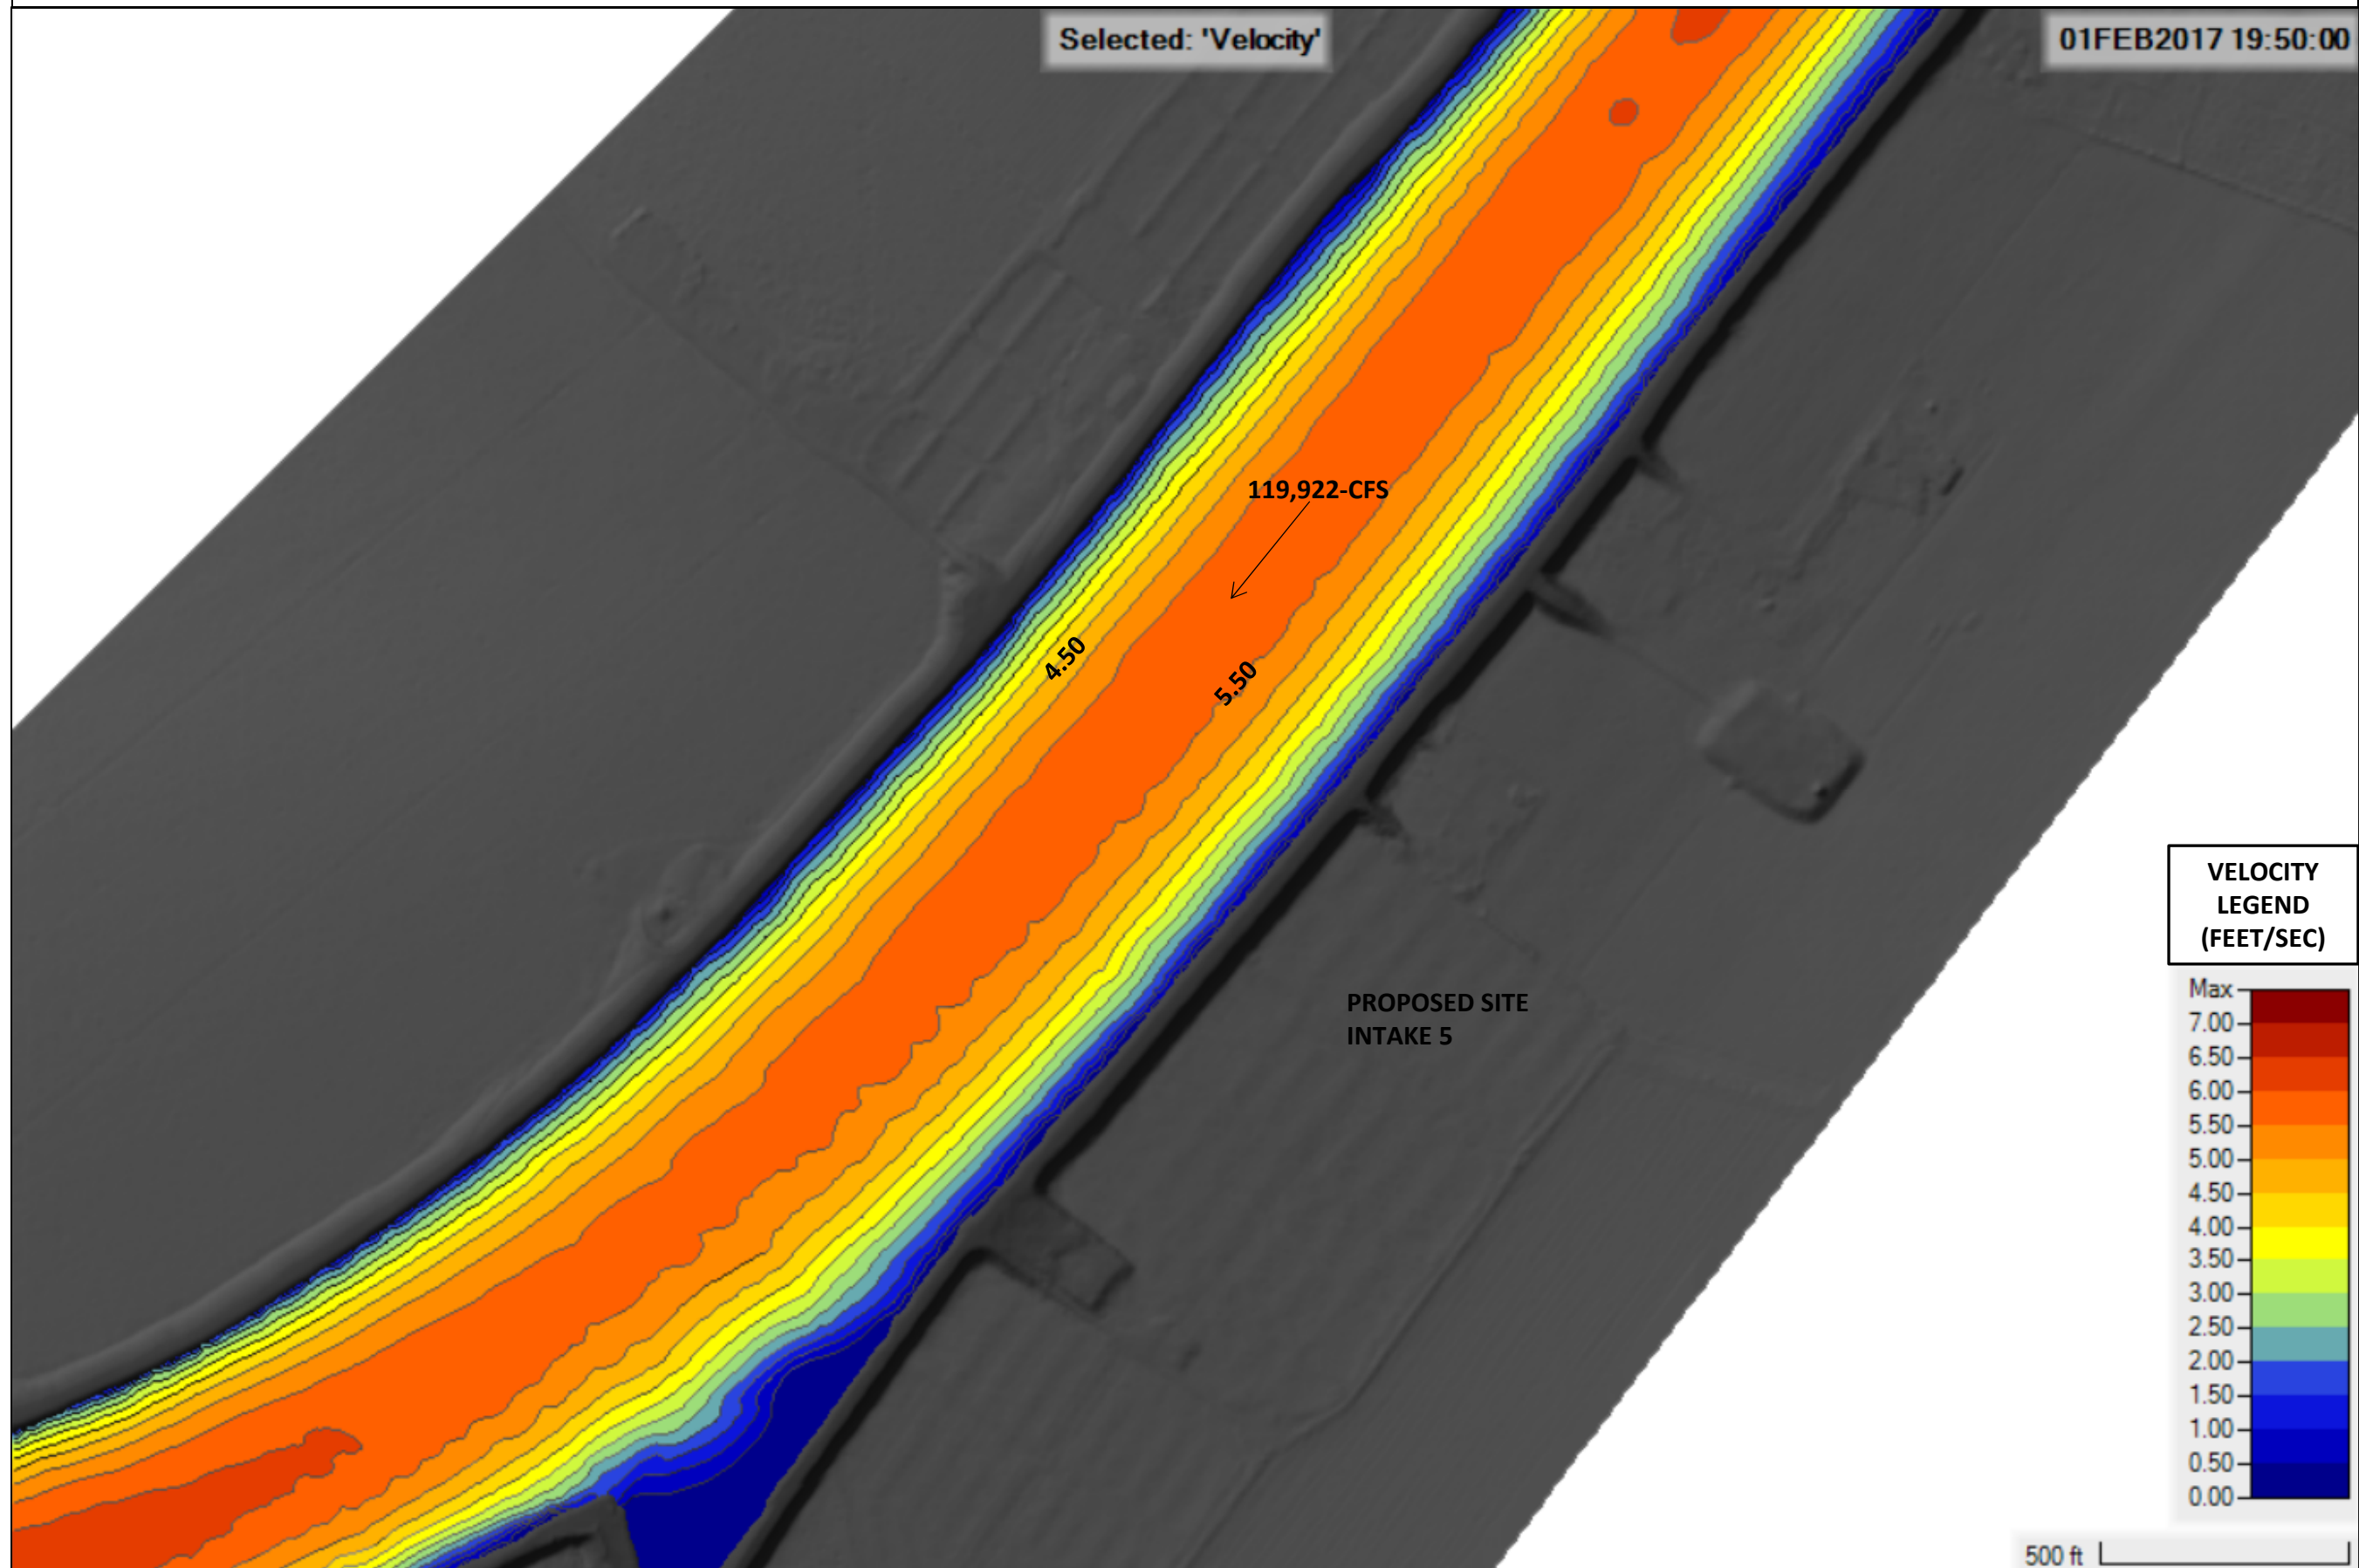 Selected: 'Velocity'
01FEB2017 19:50:00
119,922-CFS
4.50
5.50
PROPOSED SITE
INTAKE 5
VELOCITY
LEGEND
(FEET/SEC)
Max
7.00
6.50
6.00
5.50
5.00
4.50
4.00
3.50
3.00
2.50
2.00
1.50
1.00
0.50
0.00
500 ft